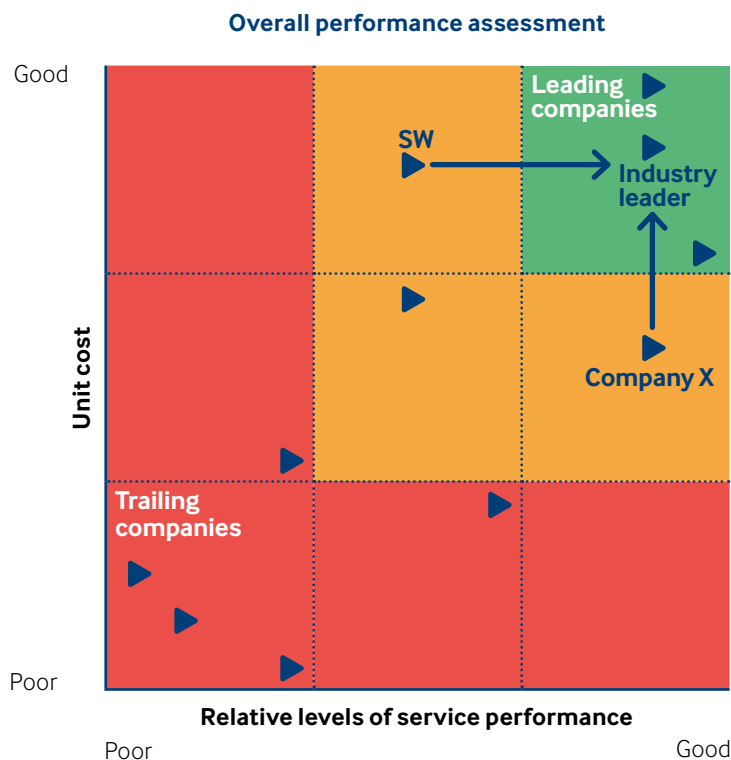 Overall performance assessment
Good
Leading
companies
SW
Industry
leader
Unit cost
Company X
Trailing
companies
Poor
Relative levels of service performance
Poor
Good